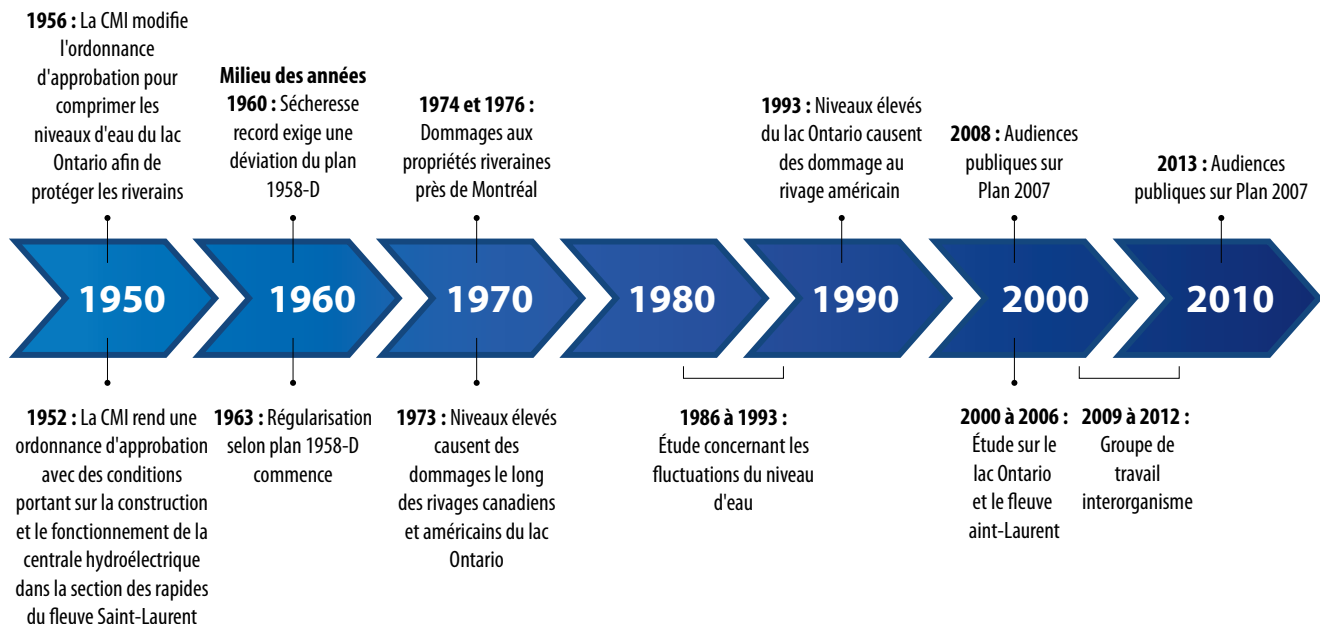 1956 : La CMI modifie
l'ordonnance
d'approbation pour
comprimer les
niveaux d'eau du lac
Ontario afin de
protéger les riverains
Milieu des années
1960 : Sécheresse
record exige une
déviation du plan
1958-D
1974 et 1976 :
Dommages aux
propriétés riveraines
près de Montréal
1993 : Niveaux élevés
du lac Ontario causent
des dommage au
rivage américain
2008 : Audiences
publiques sur
Plan 2007
2013 : Audiences
publiques sur Plan 2007
1950
1960
1970
1980
1990
2000
2010
1952 : La CMI rend une
ordonnance d'approbation
avec des conditions
portant sur la construction
et le fonctionnement de la
centrale hydroélectrique
dans la section des rapides
du fleuve Saint-Laurent
1963 : Régularisation
selon plan 1958-D
commence
1973 : Niveaux élevés
causent des
dommages le long
des rivages canadiens
et américains du lac
Ontario
1986 à 1993 :
Étude concernant les
fluctuations du niveau
d'eau
2000 à 2006 :
Étude sur le
lac Ontario
et le fleuve
aint-Laurent
2009 à 2012 :
Groupe de
travail
interorganisme